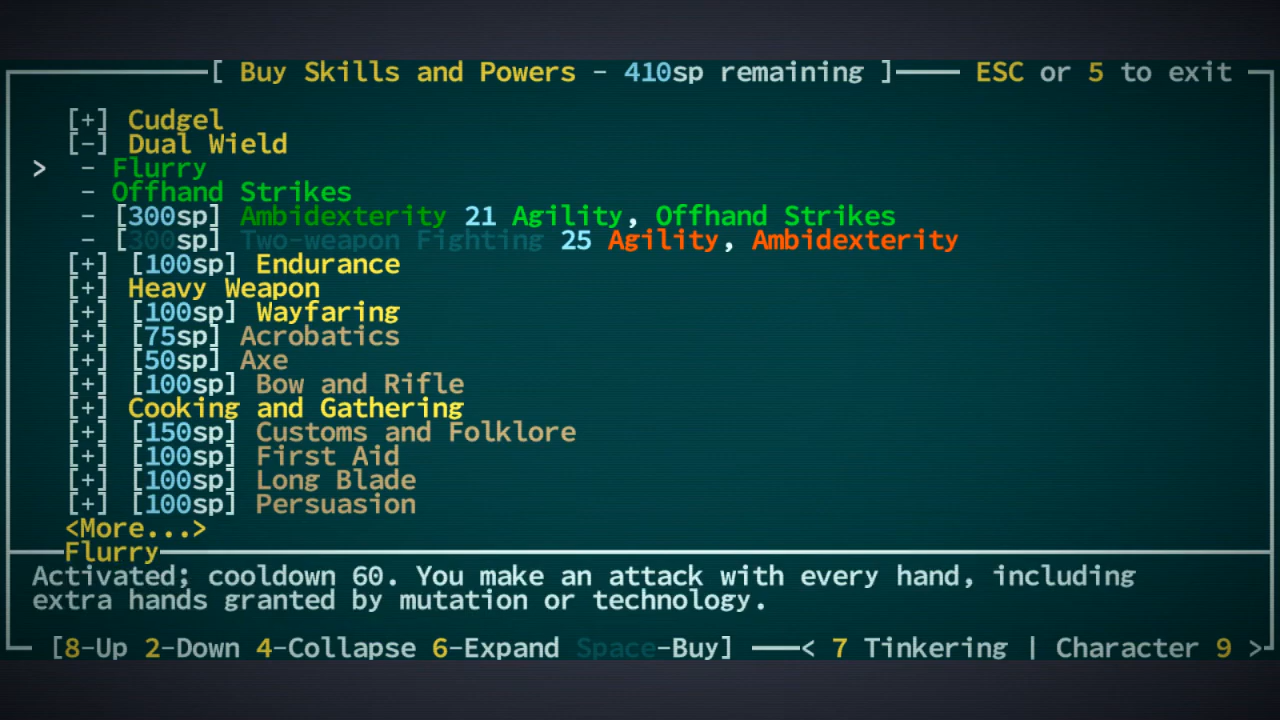 [ Buy Skills and Powers - 410sp remaining ] ESC or 5 to exit
[+] Cudgel
[-] Dual Wield
> - Flurry
- Offhand Strikes
- [300sp] Ambidexterity 21 Agility, Offhand Strikes
- [300sp] Two-weapon Fighting 25 Agility, Ambidexterity
[+] [100sp] Endurance
[+] Heavy Weapon
[+] [100sp] Wayfaring
[+] [75sp] Acrobatics
[+] [50sp] Axe
[+] [100sp] Bow and Rifle
[+] Cooking and Gathering
[+] [150sp] Customs and Folklore
[+] [100sp] First Aid
[+] [100sp] Long Blade
[+] [100sp] Persuasion
<More...>
Flurry
Activated; cooldown 60. You make an attack with every hand, including
extra hands granted by mutation or technology.
[8-Up 2-Down 4-Collapse 6-Expand Space-Buy] < 7 Tinkering | Character 9 >